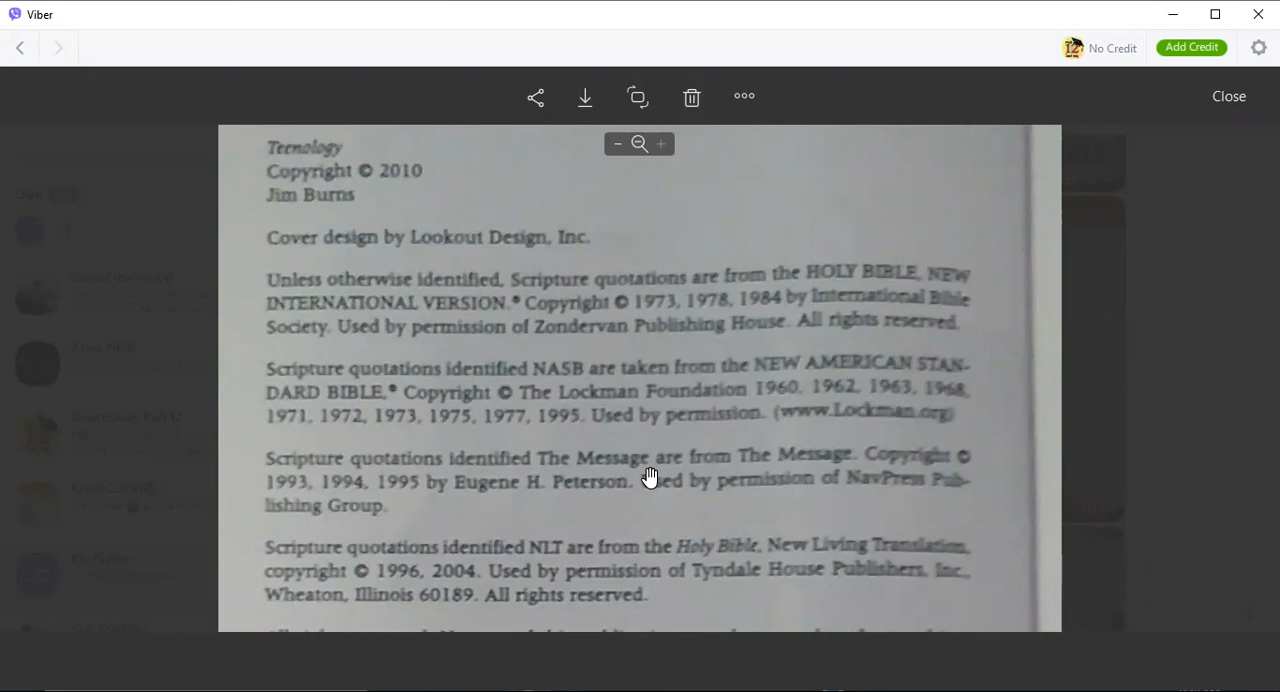 Viber
No Credit
Add Credit
Close
Teenology
Copyright © 2010
Jim Burns
Cover design by Lookout Design, Inc.
Unless otherwise identified, Scripture quotations are from the HOLY BIBLE, NEW
INTERNATIONAL VERSION.® Copyright © 1973, 1978, 1984 by International Bible
Society. Used by permission of Zondervan Publishing House. All rights reserved.
Scripture quotations identified NASB are taken from the NEW AMERICAN STAN-
DARD BIBLE,® Copyright © The Lockman Foundation 1960, 1962, 1963, 1968,
1971, 1972, 1973, 1975, 1977, 1995. Used by permission. (www.Lockman.org)
Scripture quotations identified The Message are from The Message. Copyright ©
1993, 1994, 1995 by Eugene H. Peterson. Used by permission of NavPress Pub-
lishing Group.
Scripture quotations identified NLT are from the Holy Bible, New Living Translation,
copyright © 1996, 2004. Used by permission of Tyndale House Publishers, Inc.,
Wheaton, Illinois 60189. All rights reserved.